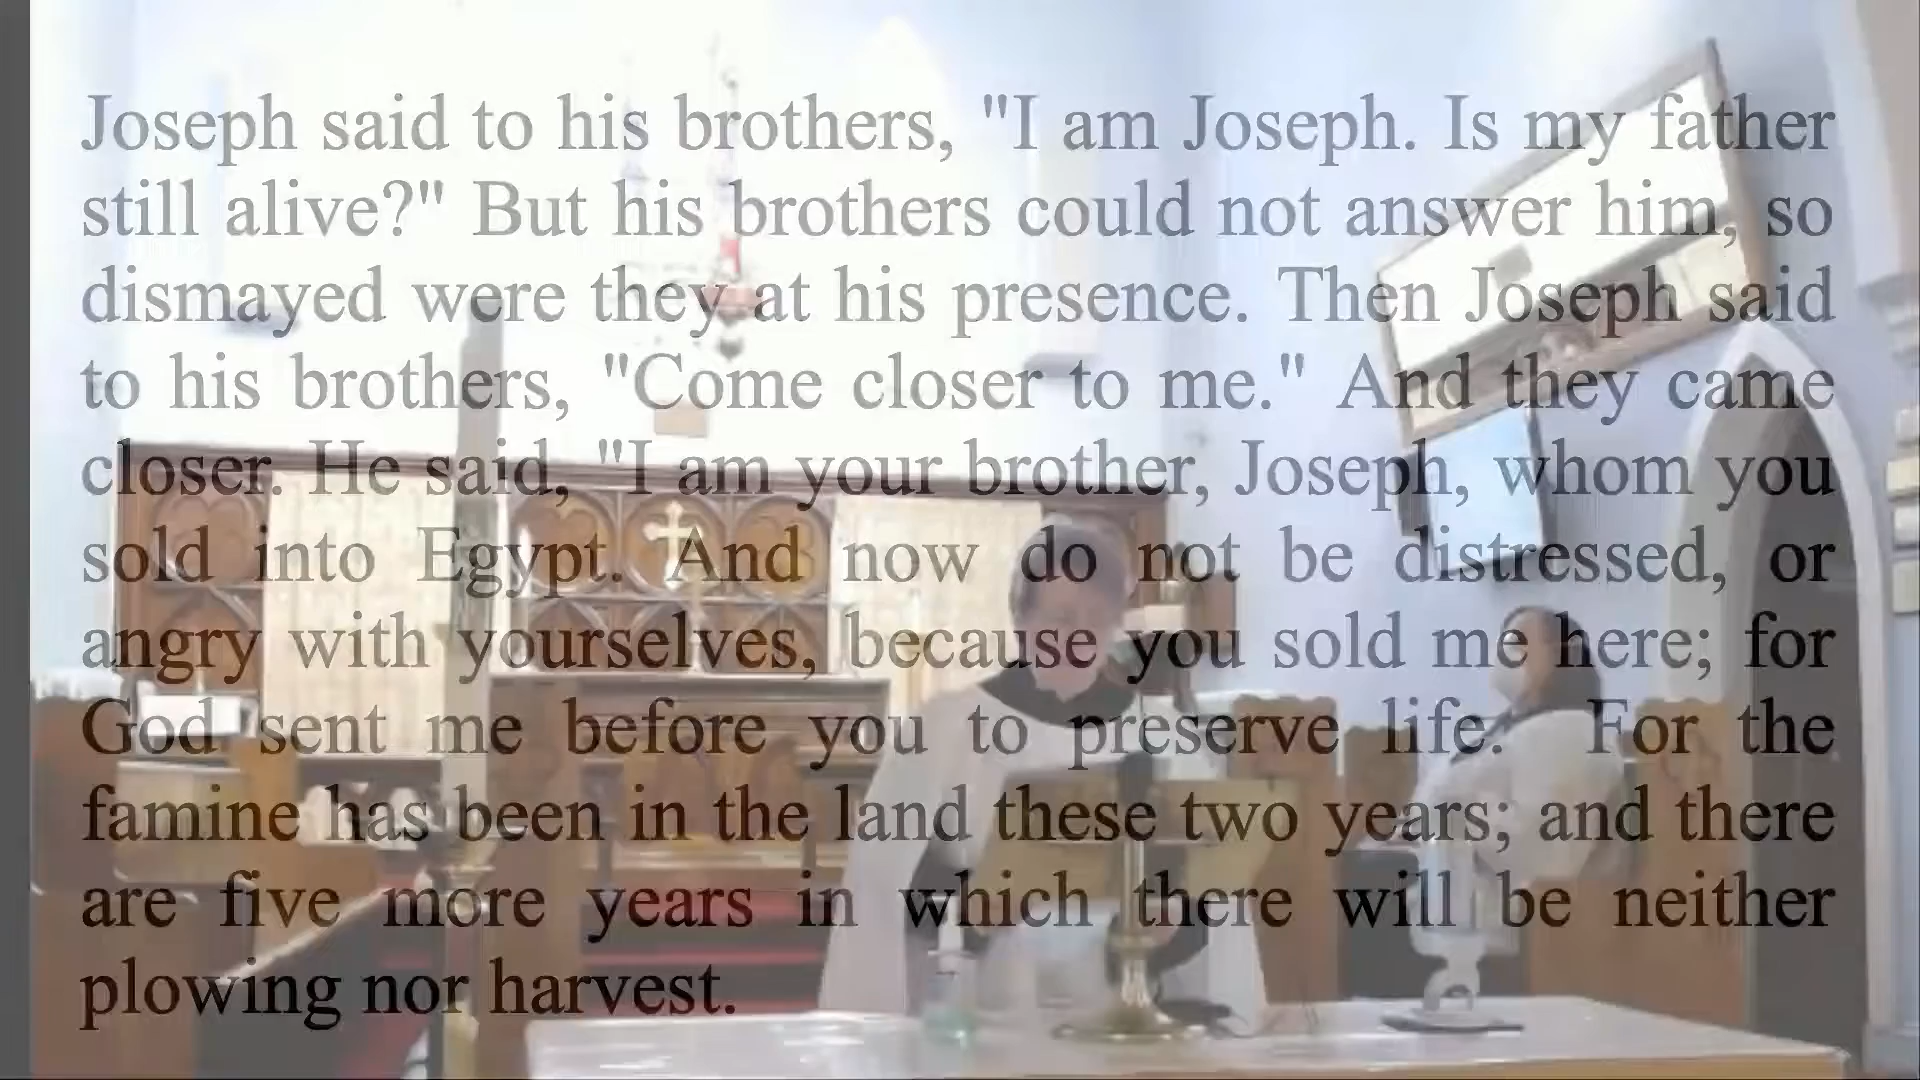 Joseph said to his brothers, "I am Joseph. Is my father
still alive?" But his brothers could not answer him, so
dismayed were they at his presence. Then Joseph said
to his brothers, "Come closer to me." And they came
closer. He said, "I am your brother, Joseph, whom you
sold into Egypt. And now do not be distressed, or
angry with yourselves, because you sold me here; for
God sent me before you to preserve life. For the
famine has been in the land these two years; and there
are five more years in which there will be neither
plowing nor harvest.